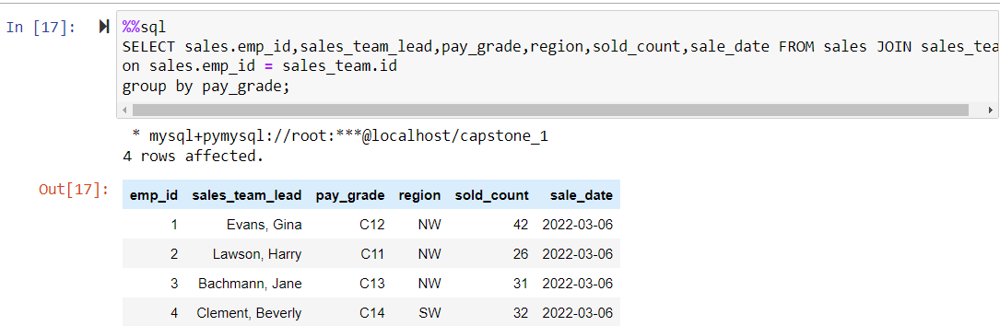 In [17]:
%%sql
SELECT sales.emp_id,sales_team_lead,pay_grade,region,sold_count,sale_date FROM sales JOIN sales_tea
on sales.emp_id = sales_team.id
group by pay_grade;
* mysql+pymysql://root:***@localhost/capstone_1
4 rows affected.
Out[17]:
emp_id sales_team_lead pay_grade region sold_count sale_date
1 Evans, Gina C12 NW 42 2022-03-06
2 Lawson, Harry C11 NW 26 2022-03-06
3 Bachmann, Jane C13 NW 31 2022-03-06
4 Clement, Beverly C14 SW 32 2022-03-06